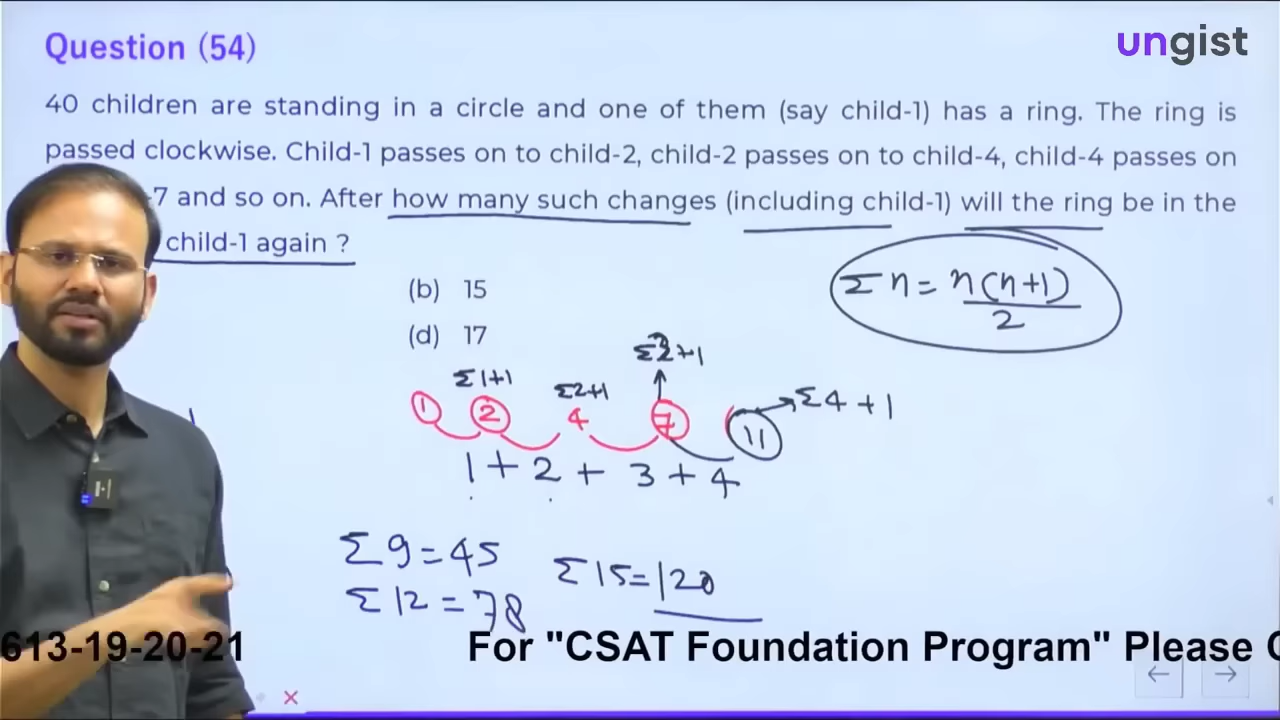 Question (54)
ungist
40 children are standing in a circle and one of them (say child-1) has a ring. The ring is
passed clockwise. Child-1 passes on to child-2, child-2 passes on to child-4, child-4 passes on
7 and so on. After how many such changes (including child-1) will the ring be in the
child-1 again ?
(b) 15
(d) 17
Σn = n(n+1)
2
Σ1+1
Σ2+1
+1
Σ4 + 1
1 2 4 7 11
1 + 2 + 3 + 4
Σ9 = 45
Σ15 = 120
Σ12 = 78
613-19-20-21
For "CSAT Foundation Program" Please